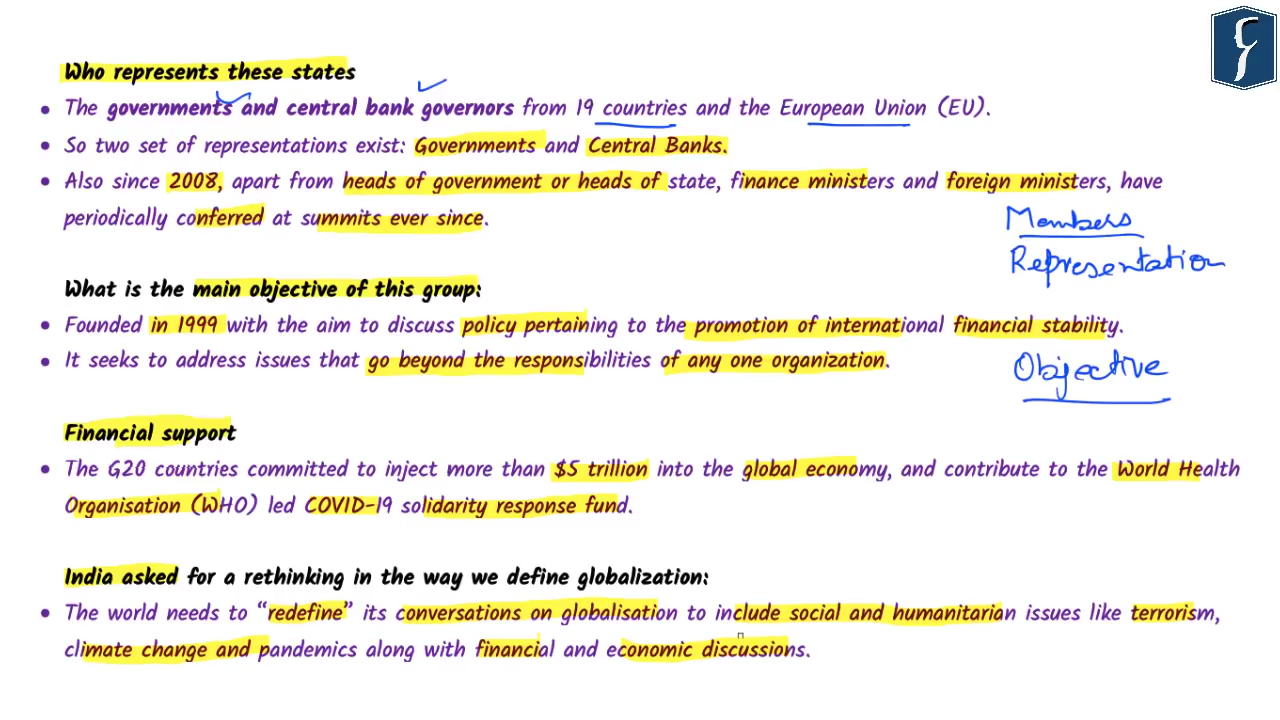 Who represents these states
• The governments and central bank governors from 19 countries and the European Union (EU).
• So two set of representations exist: Governments and Central Banks.
• Also since 2008, apart from heads of government or heads of state, finance ministers and foreign ministers, have
periodically conferred at summits ever since.
Members
Representation
What is the main objective of this group:
• Founded in 1999 with the aim to discuss policy pertaining to the promotion of international financial stability.
• It seeks to address issues that go beyond the responsibilities of any one organization.
Objective
Financial support
• The G20 countries committed to inject more than $5 trillion into the global economy, and contribute to the World Health
Organisation (WHO) led COVID-19 solidarity response fund.
India asked for a rethinking in the way we define globalization:
• The world needs to “redefine” its conversations on globalisation to include social and humanitarian issues like terrorism,
climate change and pandemics along with financial and economic discussions.